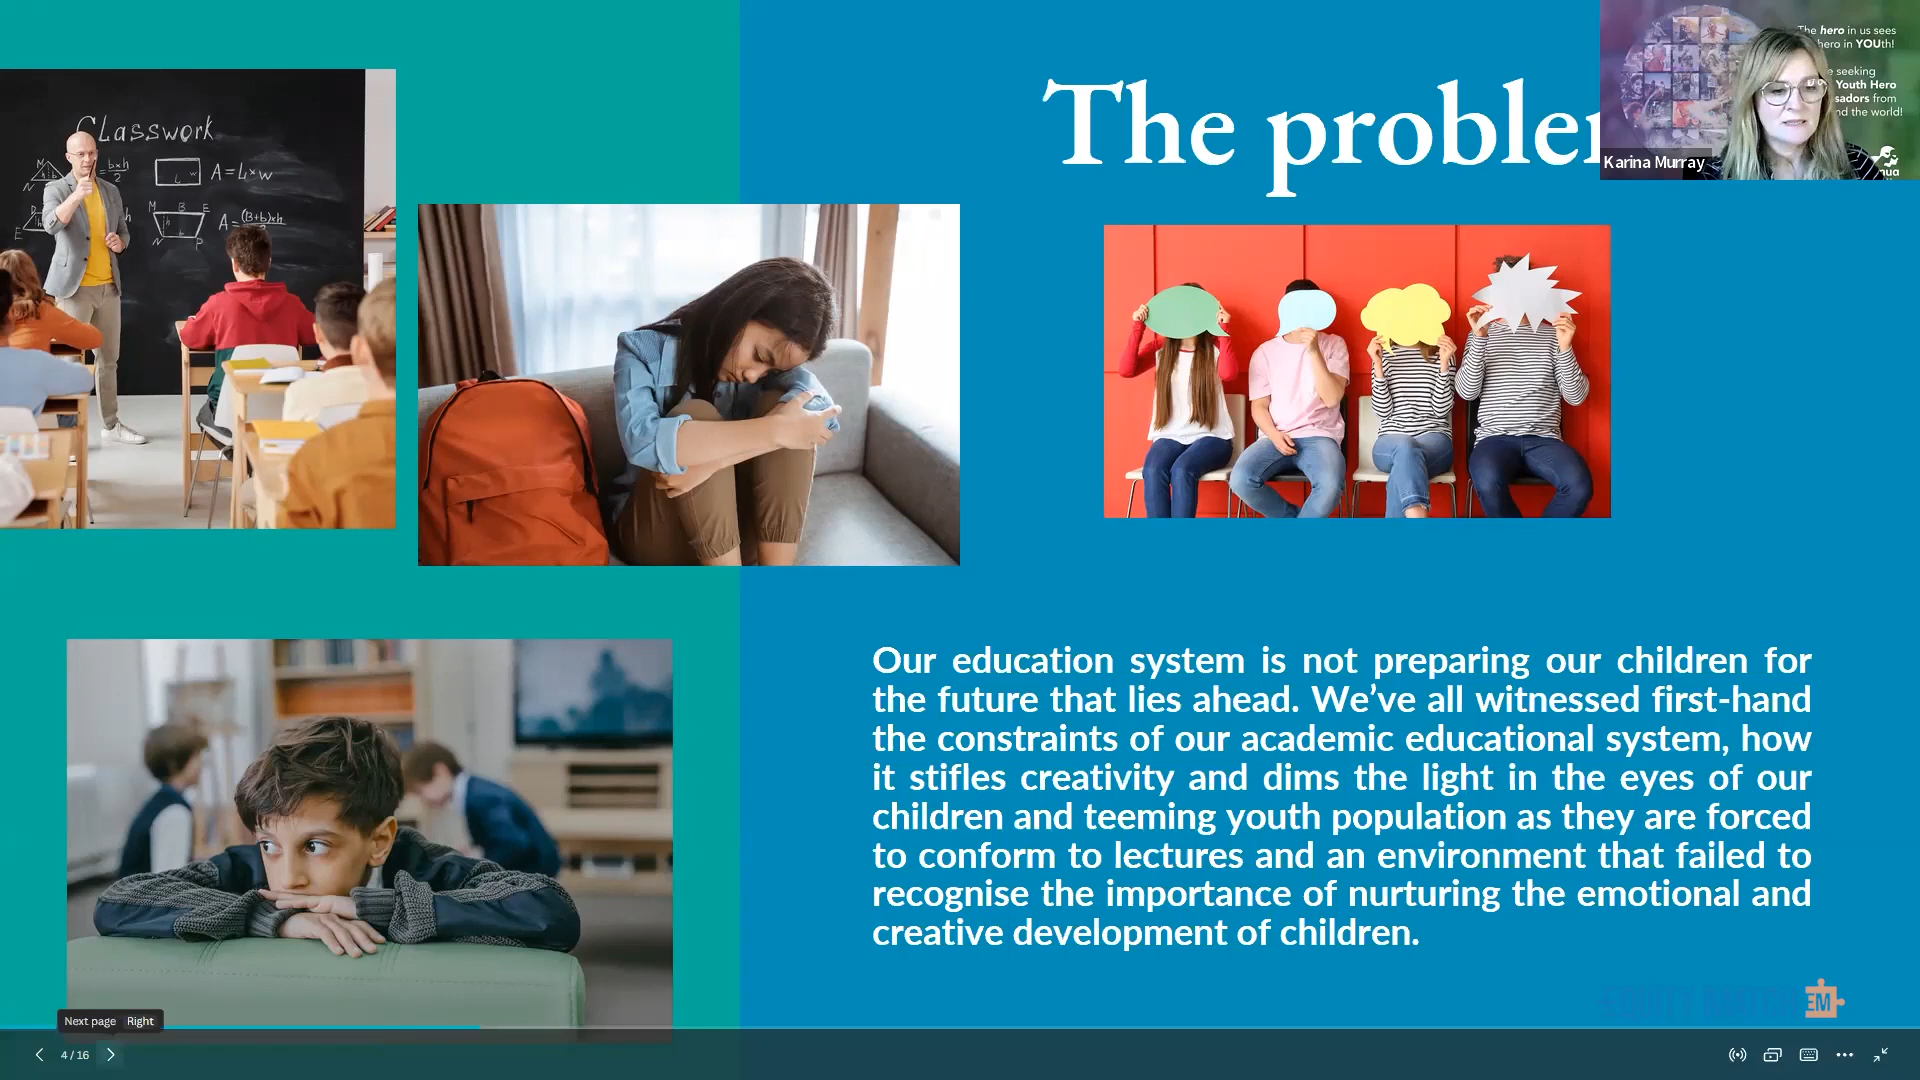 The problem
The hero in us sees
hero in YOUth!
seeking
Youth Hero
sadors from
nd the world!
Karina Murray
nua
Classwork
A=L×w
Our education system is not preparing our children for
the future that lies ahead. We’ve all witnessed first-hand
the constraints of our academic educational system, how
it stifles creativity and dims the light in the eyes of our
children and teeming youth population as they are forced
to conform to lectures and an environment that failed to
recognise the importance of nurturing the emotional and
creative development of children.
EM
Next page Right
4 / 16